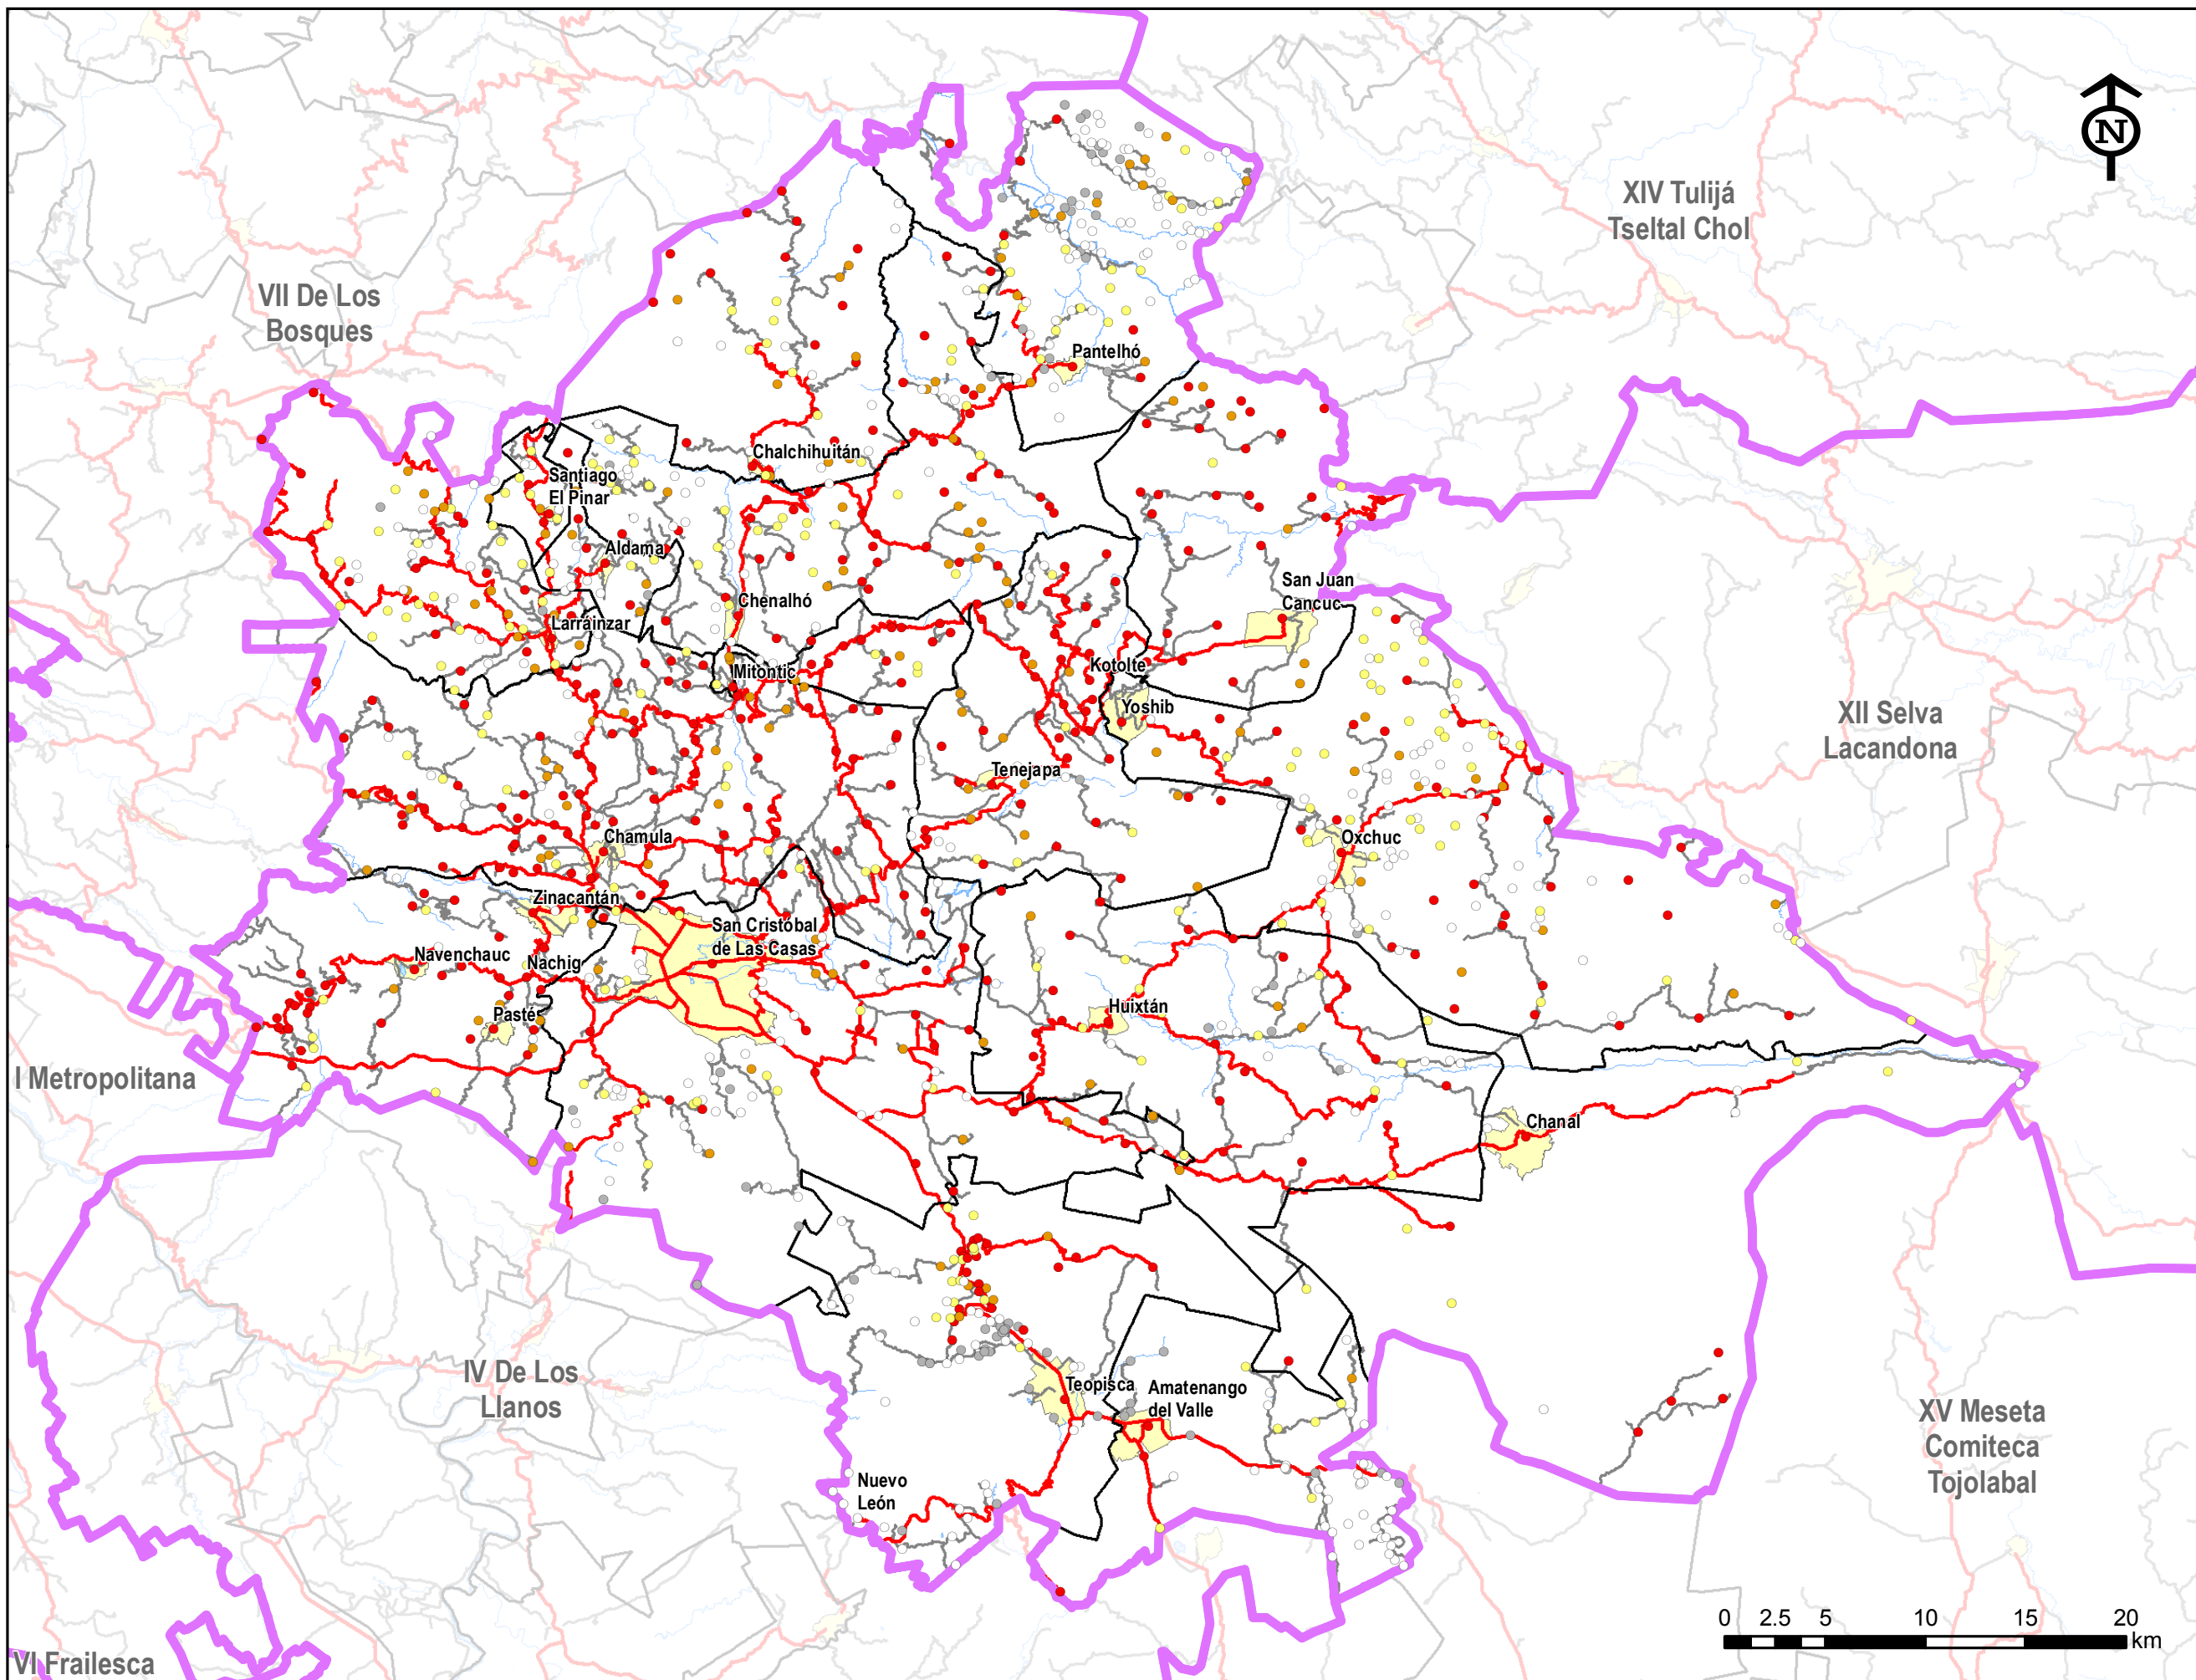 N
XIV Tulijá
Tseltal Chol
VII De Los
Bosques
Pantelhó
Chalchihuitán
Santiago
El Pinar
Aldama
San Juan
Cancuc
Chenalhó
Larráinzar
Kotolte
Mitontic
Yoshib
XII Selva
Lacandona
Tenejapa
Chamula
Oxchuc
Zinacantán
San Cristóbal
de Las Casas
Navenchauc
Nachig
Pasté
Huixtán
I Metropolitana
Chanal
IV De Los
Llanos
Teopisca
Amatenango
del Valle
XV Meseta
Comiteca
Tojolabal
Nuevo
León
0 2.5 5 10 15 20
km
VI Frailesca